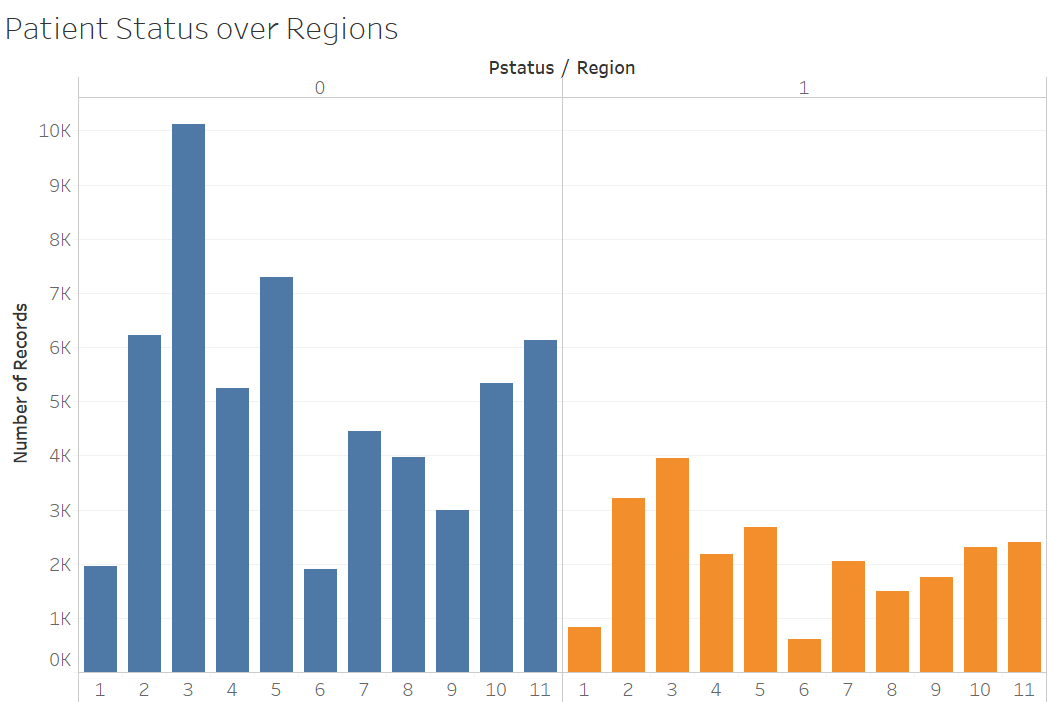 Patient Status over Regions
Pstatus / Region
0 1
10K
9K
8K
7K
6K
5K
4K
3K
2K
1K
0K
Number of Records
1 2 3 4 5 6 7 8 9 10 11 1 2 3 4 5 6 7 8 9 10 11